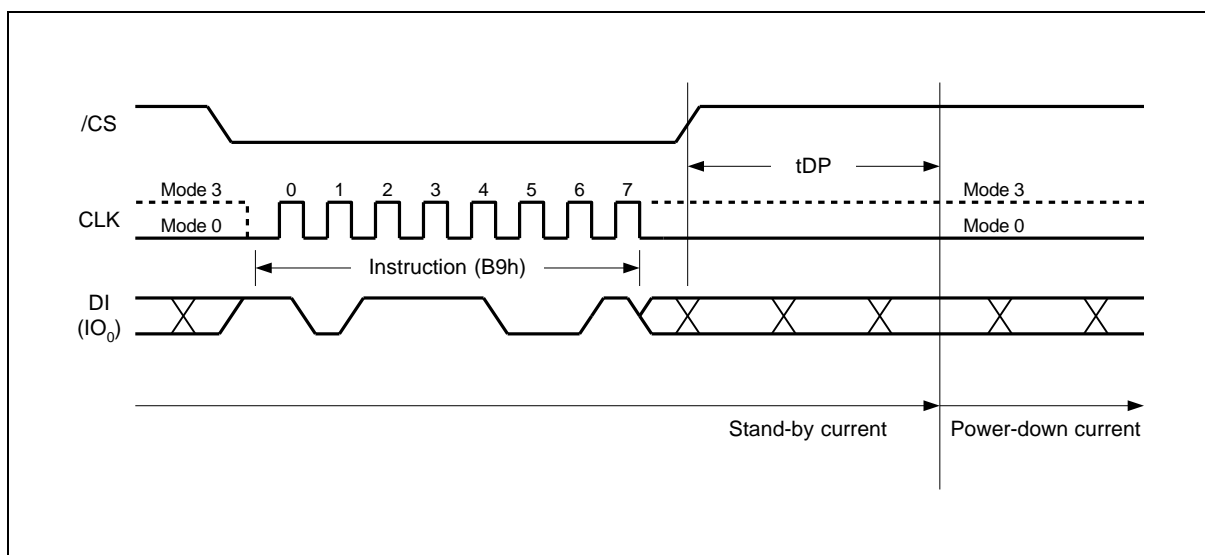 /CS
tDP
Mode 3 0 1 2 3 4 5 6 7 Mode 3
CLK
Mode 0 Mode 0
Instruction (B9h)
DI
(IO0)
Stand-by current Power-down current